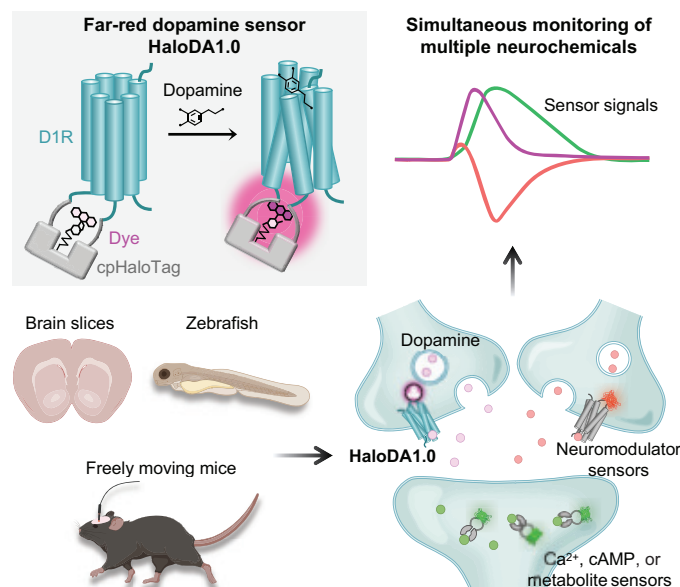 Far-red dopamine sensor
HaloDA1.0
Dopamine
D1R
Dye
cpHaloTag
Simultaneous monitoring of
multiple neurochemicals
Sensor signals
Brain slices
Zebrafish
Freely moving mice
Dopamine
HaloDA1.0
Neuromodulator
sensors
Ca²⁺, cAMP, or
metabolite sensors